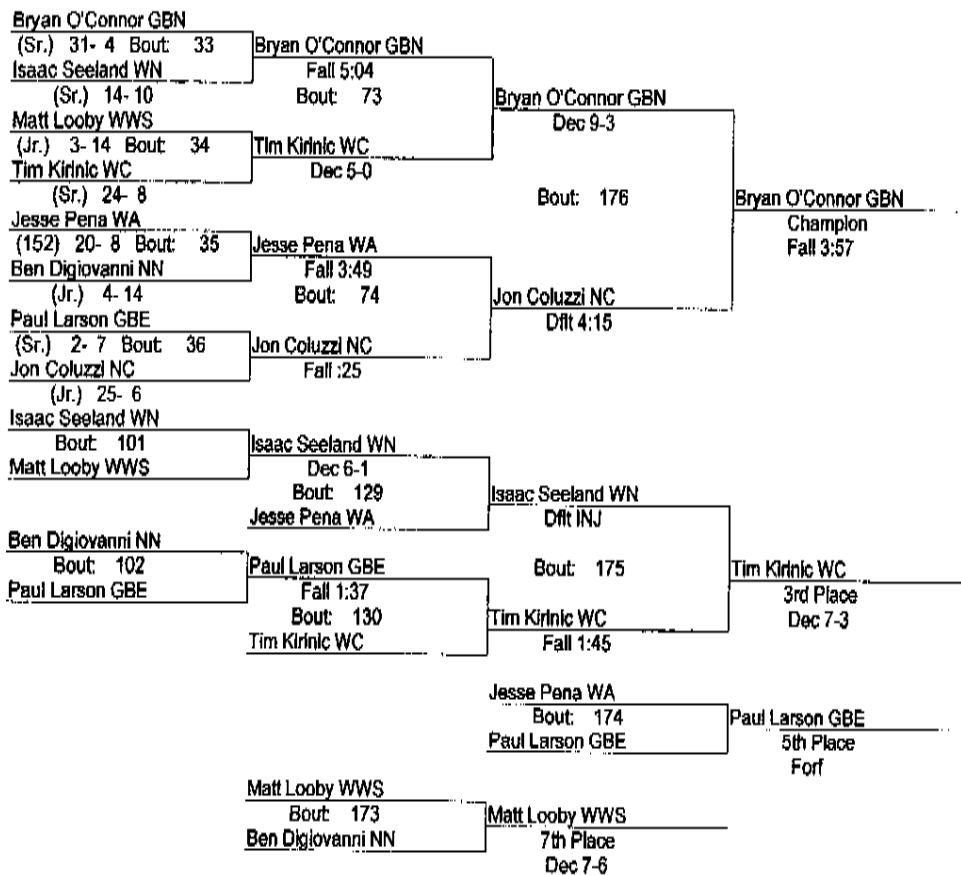 Bryan O'Connor GBN
(Sr.) 31- 4 Bout: 33
Isaac Seeland WN
(Sr.) 14- 10
Bryan O'Connor GBN
Fall 5:04
Bout: 73
Matt Looby WWS
(Jr.) 3- 14 Bout: 34
Tim Kirinic WC
(Sr.) 24- 8
Tim Kirinic WC
Dec 5-0
Bryan O'Connor GBN
Dec 9-3
Bout: 176
Jesse Pena WA
(152) 20- 8 Bout: 35
Ben Digiovanni NN
(Jr.) 4- 14
Jesse Pena WA
Fall 3:49
Bout: 74
Paul Larson GBE
(Sr.) 2- 7 Bout: 36
Jon Coluzzi NC
(Jr.) 25- 6
Jon Coluzzi NC
Fall :25
Jon Coluzzi NC
Dflt 4:15
Bryan O'Connor GBN
Champion
Fall 3:57
Isaac Seeland WN
Bout: 101
Matt Looby WWS
Isaac Seeland WN
Dec 6-1
Bout: 129
Jesse Pena WA
Isaac Seeland WN
Dflt INJ
Bout: 175
Ben Digiovanni NN
Bout: 102
Paul Larson GBE
Paul Larson GBE
Fall 1:37
Bout: 130
Tim Kirinic WC
Tim Kirinic WC
Fall 1:45
Tim Kirinic WC
3rd Place
Dec 7-3
Jesse Pena WA
Bout: 174
Paul Larson GBE
Paul Larson GBE
5th Place
Forf
Matt Looby WWS
Bout: 173
Ben Digiovanni NN
Matt Looby WWS
7th Place
Dec 7-6